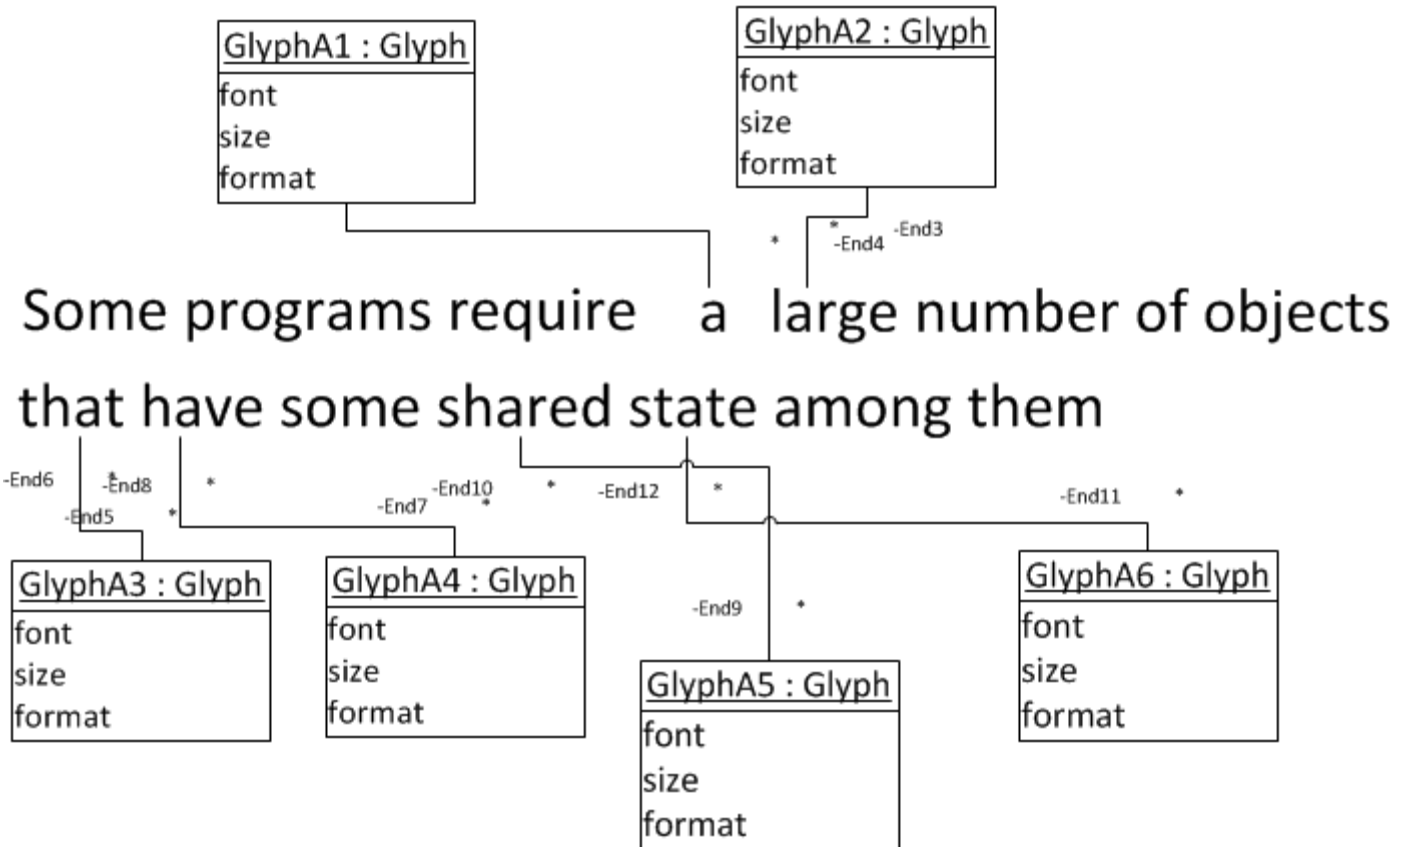 GlyphA1 : Glyph
font
size
format
GlyphA2 : Glyph
font
size
format
* * -End4 -End3
Some programs require a large number of objects
that have some shared state among them
-End6 * -End8 * -End10 * -End12 * -End11 *
-End5 * -End7 *
GlyphA3 : Glyph
font
size
format
GlyphA4 : Glyph
font
size
format
-End9 *
GlyphA5 : Glyph
font
size
format
GlyphA6 : Glyph
font
size
format